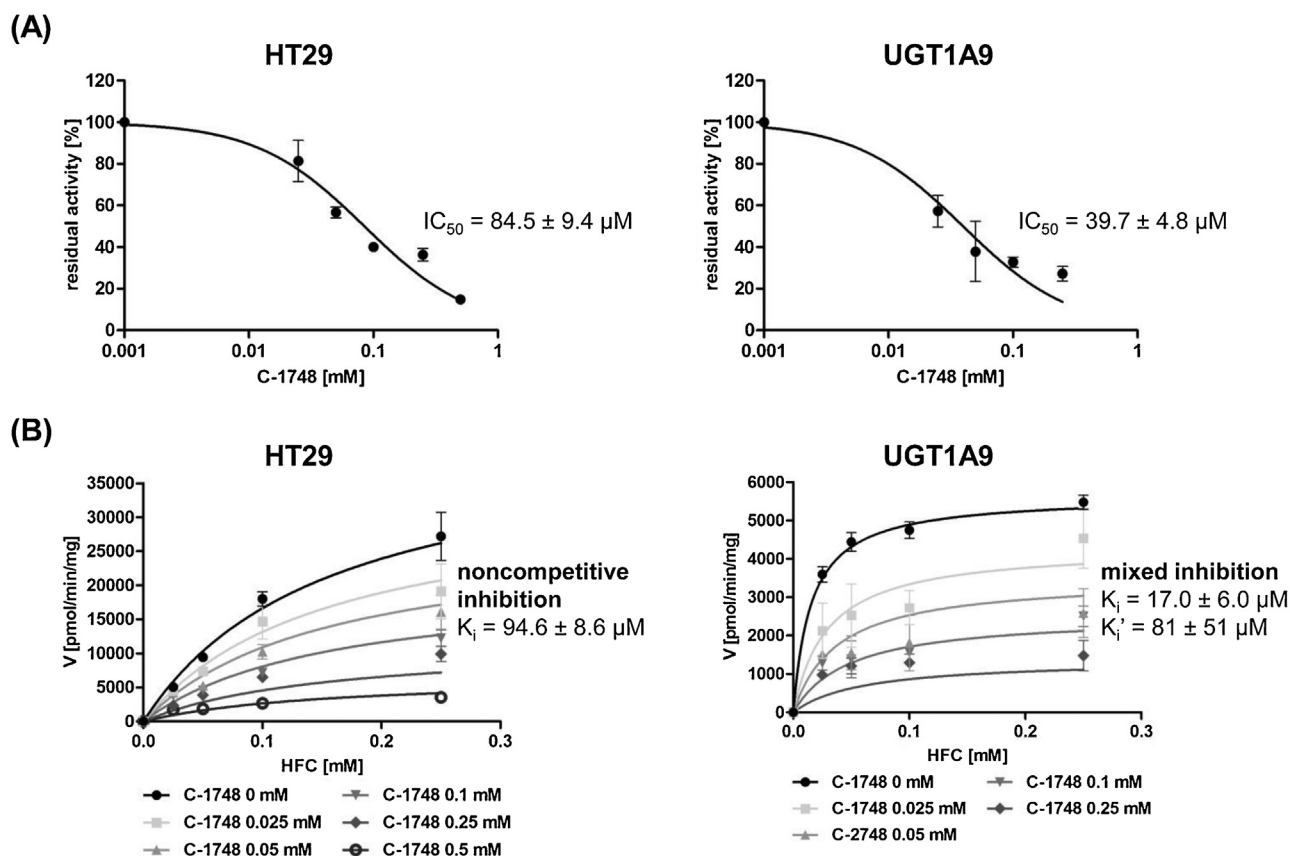 (A)
HT29
120
100
80
60
40
20
0
residual activity [%]
IC50 = 84.5 ± 9.4 µM
0.001
0.01
0.1
1
C-1748 [mM]
UGT1A9
120
100
80
60
40
20
0
residual activity [%]
IC50 = 39.7 ± 4.8 µM
0.001
0.01
0.1
1
C-1748 [mM]
(B)
HT29
35000
30000
25000
20000
15000
10000
5000
0
V [pmol/min/mg]
noncompetitive
inhibition
Ki = 94.6 ± 8.6 µM
0.0
0.1
0.2
0.3
HFC [mM]
C-1748 0 mM
C-1748 0.025 mM
C-1748 0.05 mM
C-1748 0.1 mM
C-1748 0.25 mM
C-1748 0.5 mM
UGT1A9
6000
5000
4000
3000
2000
1000
0
V [pmol/min/mg]
mixed inhibition
Ki = 17.0 ± 6.0 µM
Ki’ = 81 ± 51 µM
0.0
0.1
0.2
0.3
HFC [mM]
C-1748 0 mM
C-1748 0.025 mM
C-2748 0.05 mM
C-1748 0.1 mM
C-1748 0.25 mM